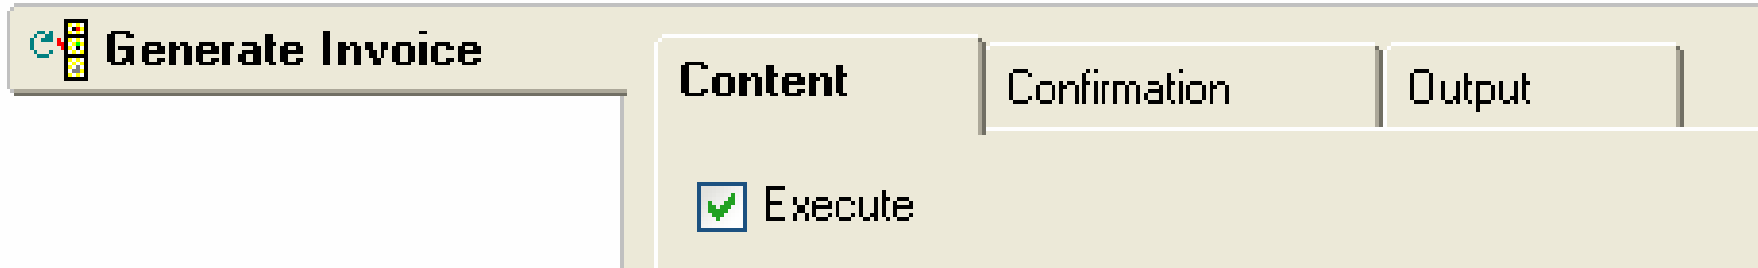 Generate Invoice
Content
Confirmation
Output
Execute